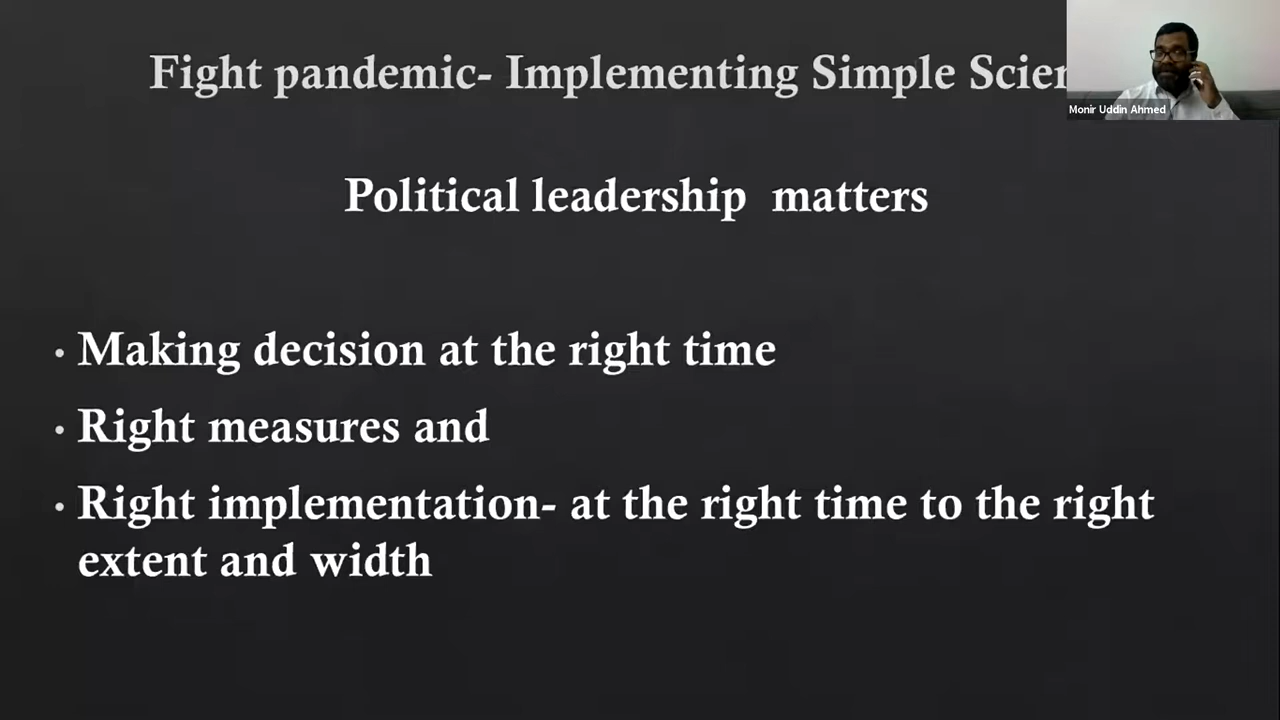 Fight pandemic- Implementing Simple
Monir Uddin Ahmed
Political leadership matters
• Making decision at the right time
• Right measures and
• Right implementation- at the right time to the right
extent and width